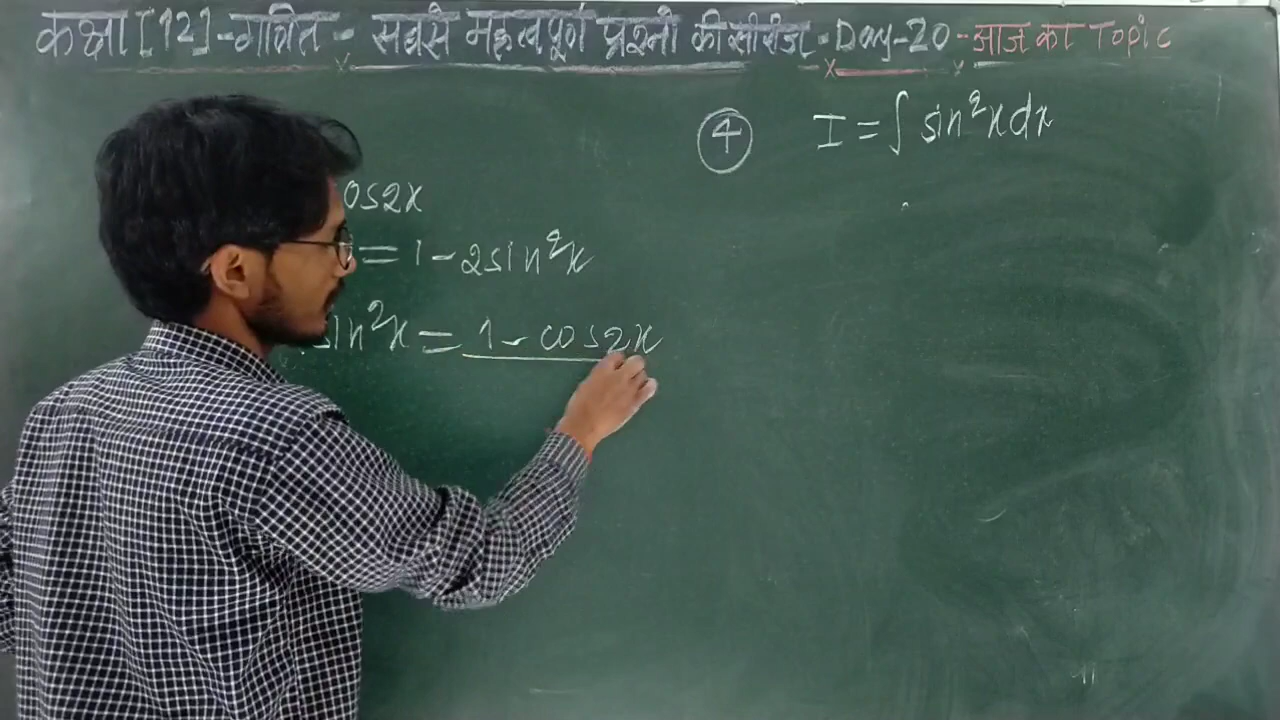 कक्षा [12]-गणित - सबसे महत्वपूर्ण प्रश्नो की सीरीज - Day-20 - आज का Topic
④ I = ∫ sin²x dx
os2x
= 1 - 2sin²x
sin²x = 1 - cos2x